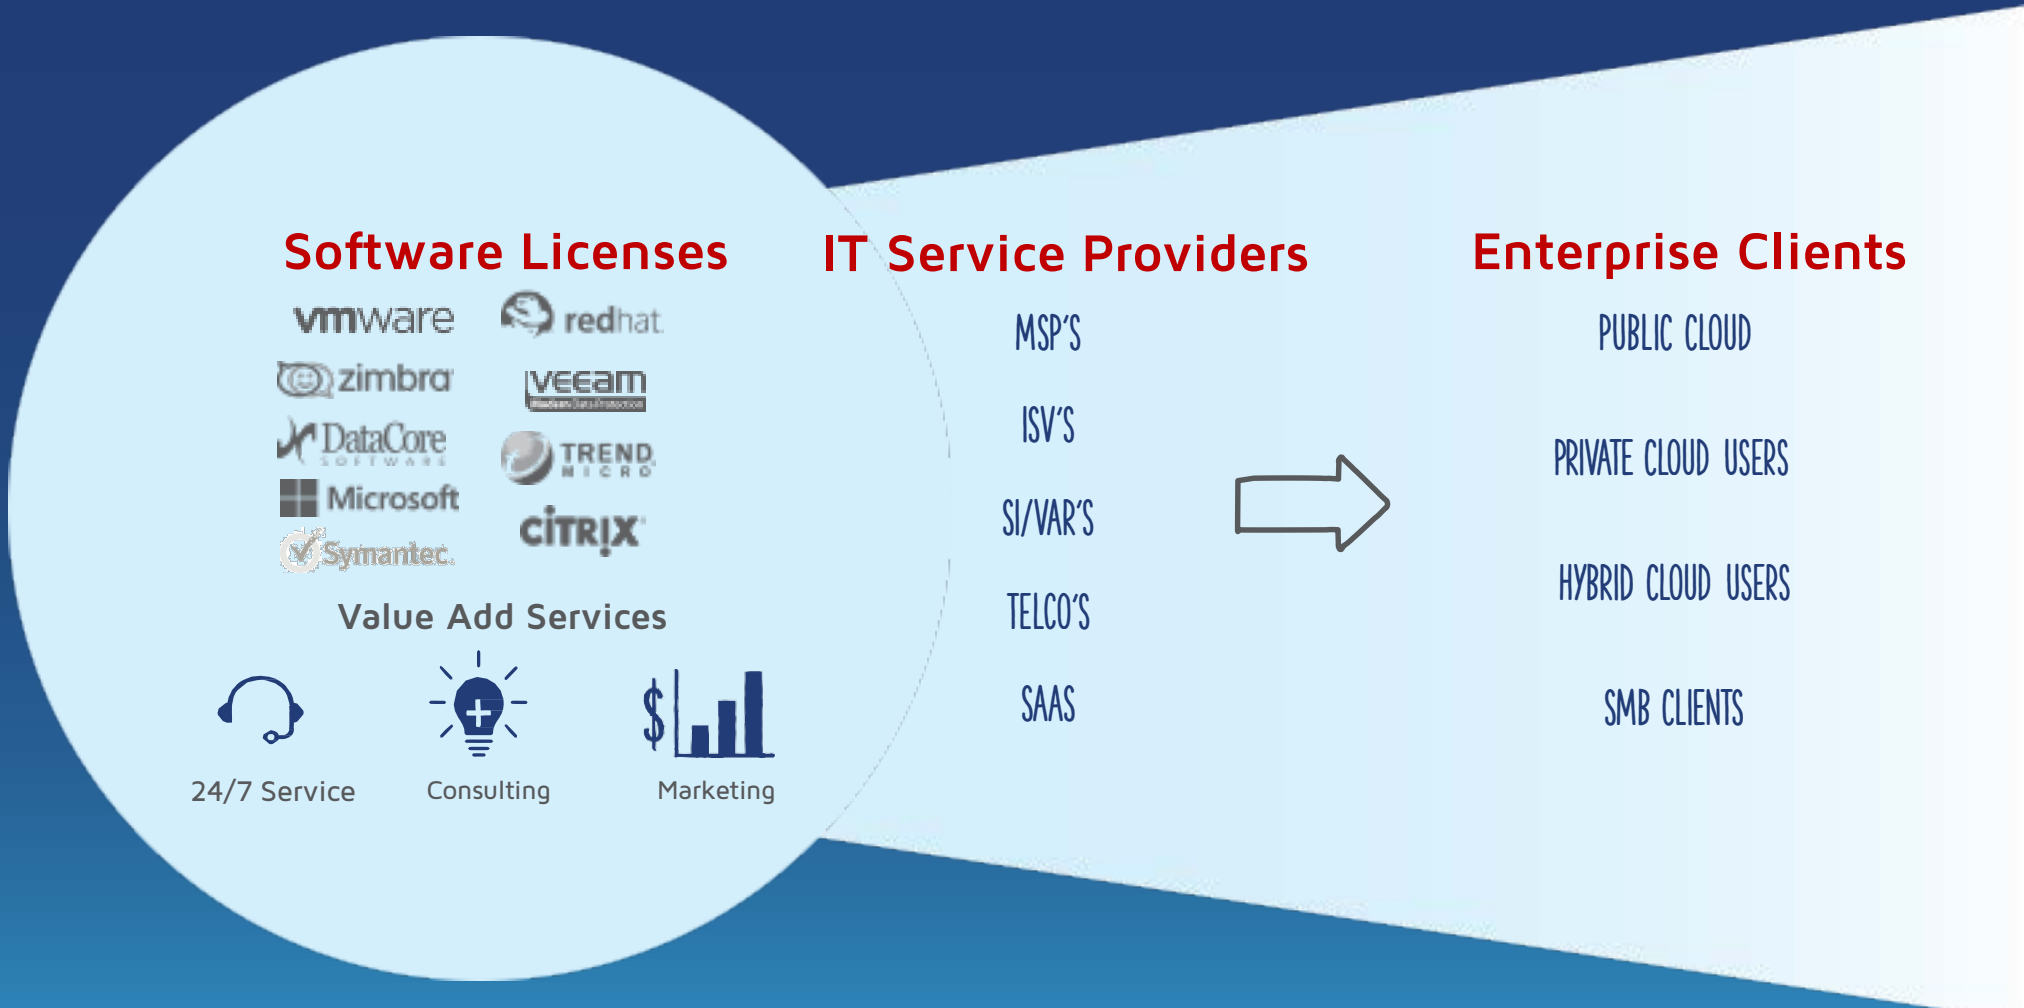 Software Licenses
vmware
redhat
zimbra
veeam
DataCore
SOFTWARE
TREND
MICRO
Microsoft
CITRIX
Symantec.
Value Add Services
$
24/7 Service
Consulting
Marketing
IT Service Providers
MSP'S
ISV'S
SI/VAR'S
TELCO'S
SAAS
Enterprise Clients
PUBLIC CLOUD
PRIVATE CLOUD USERS
HYBRID CLOUD USERS
SMB CLIENTS